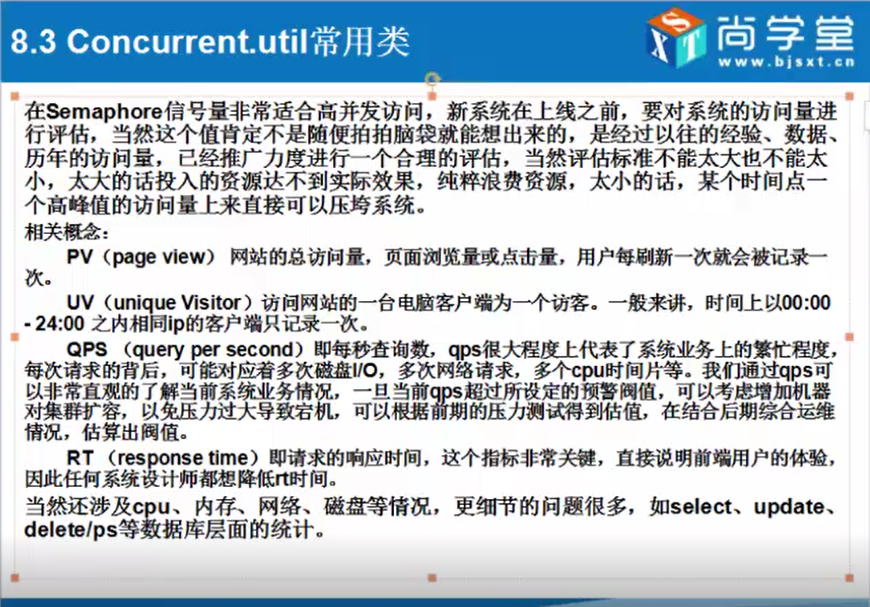 8.3 Concurrent.util常用类
XST
尚学堂
www.bjsxt.cn
在Semaphore信号量非常适合高并发访问，新系统在上线之前，要对系统的访问量进
行评估，当然这个值肯定不是随便拍拍脑袋就能想出来的，是经过以往的经验、数据、
历年的访问量，已经推广力度进行一个合理的评估，当然评估标准不能太大也不能太
小，太大的话投入的资源达不到实际效果，纯粹浪费资源，太小的话，某个时间点一
个高峰值的访问量上来直接可以压垮系统。
相关概念：
PV（page view） 网站的总访问量，页面浏览量或点击量，用户每刷新一次就会被记录一
次。
UV（unique Visitor）访问网站的一台电脑客户端为一个访客。一般来讲，时间上以00:00
- 24:00 之内相同ip的客户端只记录一次。
QPS （query per second）即每秒查询数，qps很大程度上代表了系统业务上的繁忙程度，
每次请求的背后，可能对应着多次磁盘I/O，多次网络请求，多个cpu时间片等。我们通过qps可
以非常直观的了解当前系统业务情况，一旦当前qps超过所设定的预警阀值，可以考虑增加机器
对集群扩容，以免压力过大导致宕机，可以根据前期的压力测试得到估值，在结合后期综合运维
情况，估算出阀值。
RT （response time）即请求的响应时间，这个指标非常关键，直接说明前端用户的体验，
因此任何系统设计师都想降低rt时间。
当然还涉及cpu、内存、网络、磁盘等情况，更细节的问题很多，如select、update、
delete/ps等数据库层面的统计。